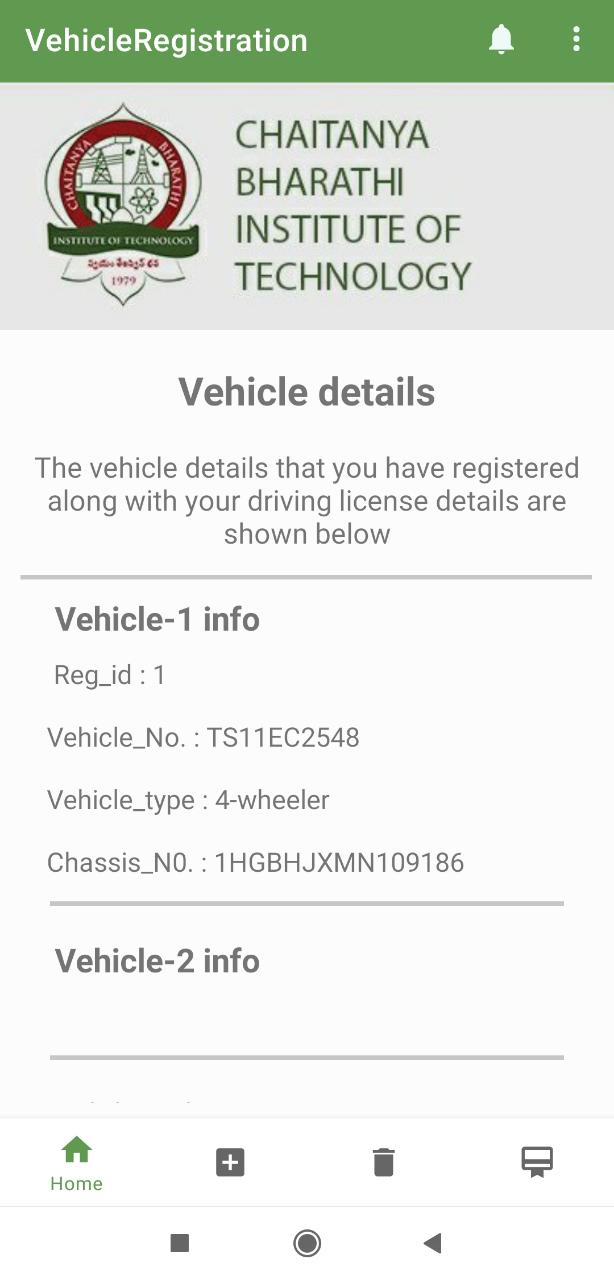 VehicleRegistration
CHAITANYA BHARATHI
INSTITUTE OF TECHNOLOGY
1979
CHAITANYA
BHARATHI
INSTITUTE OF
TECHNOLOGY
Vehicle details
The vehicle details that you have registered
along with your driving license details are
shown below
Vehicle-1 info
Reg_id : 1
Vehicle_No. : TS11EC2548
Vehicle_type : 4-wheeler
Chassis_N0. : 1HGBHJXMN109186
Vehicle-2 info
Home